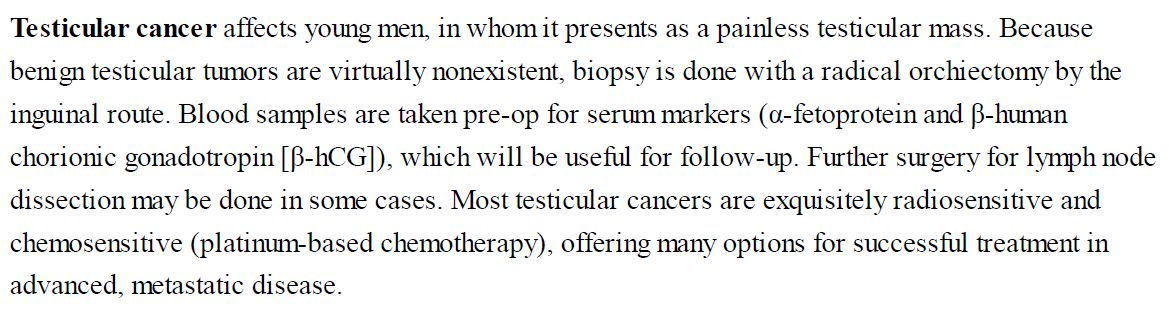 Testicular cancer affects young men, in whom it presents as a painless testicular mass. Because
benign testicular tumors are virtually nonexistent, biopsy is done with a radical orchiectomy by the
inguinal route. Blood samples are taken pre-op for serum markers (α-fetoprotein and β-human
chorionic gonadotropin [β-hCG]), which will be useful for follow-up. Further surgery for lymph node
dissection may be done in some cases. Most testicular cancers are exquisitely radiosensitive and
chemosensitive (platinum-based chemotherapy), offering many options for successful treatment in
advanced, metastatic disease.